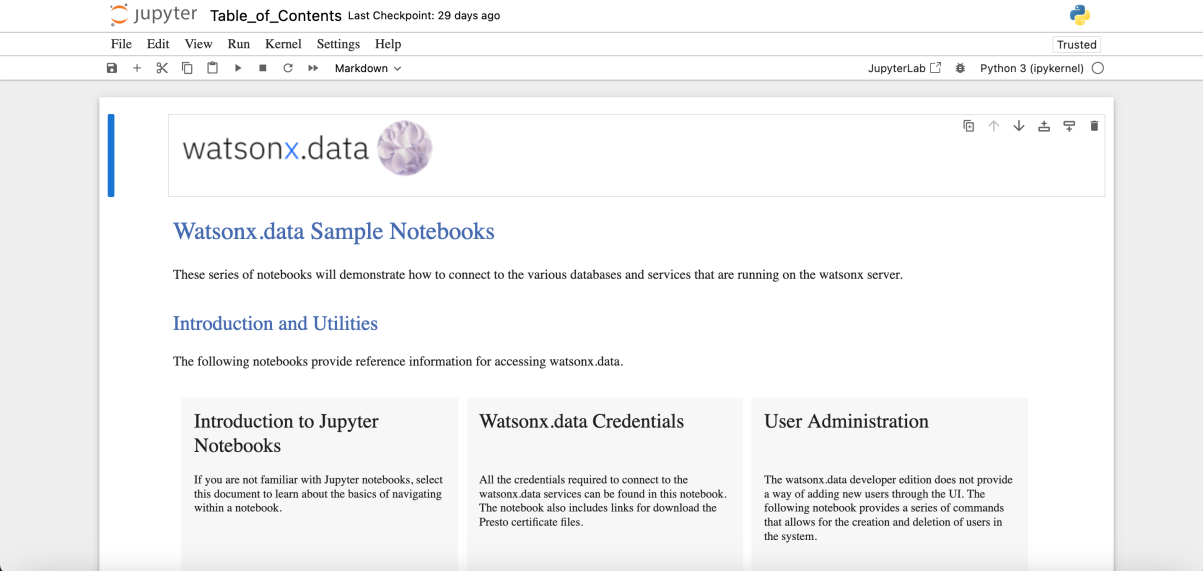 jupyter Table_of_Contents Last Checkpoint: 29 days ago
File Edit View Run Kernel Settings Help
Trusted
Markdown
JupyterLab
Python 3 (ipykernel)
watsonx.data
Watsonx.data Sample Notebooks
These series of notebooks will demonstrate how to connect to the various databases and services that are running on the watsonx server.
Introduction and Utilities
The following notebooks provide reference information for accessing watsonx.data.
Introduction to Jupyter
Notebooks
If you are not familiar with Jupyter notebooks, select
this document to learn about the basics of navigating
within a notebook.
Watsonx.data Credentials
All the credentials required to connect to the
watsonx.data services can be found in this notebook.
The notebook also includes links for download the
Presto certificate files.
User Administration
The watsonx.data developer edition does not provide
a way of adding new users through the UI. The
following notebook provides a series of commands
that allows for the creation and deletion of users in
the system.